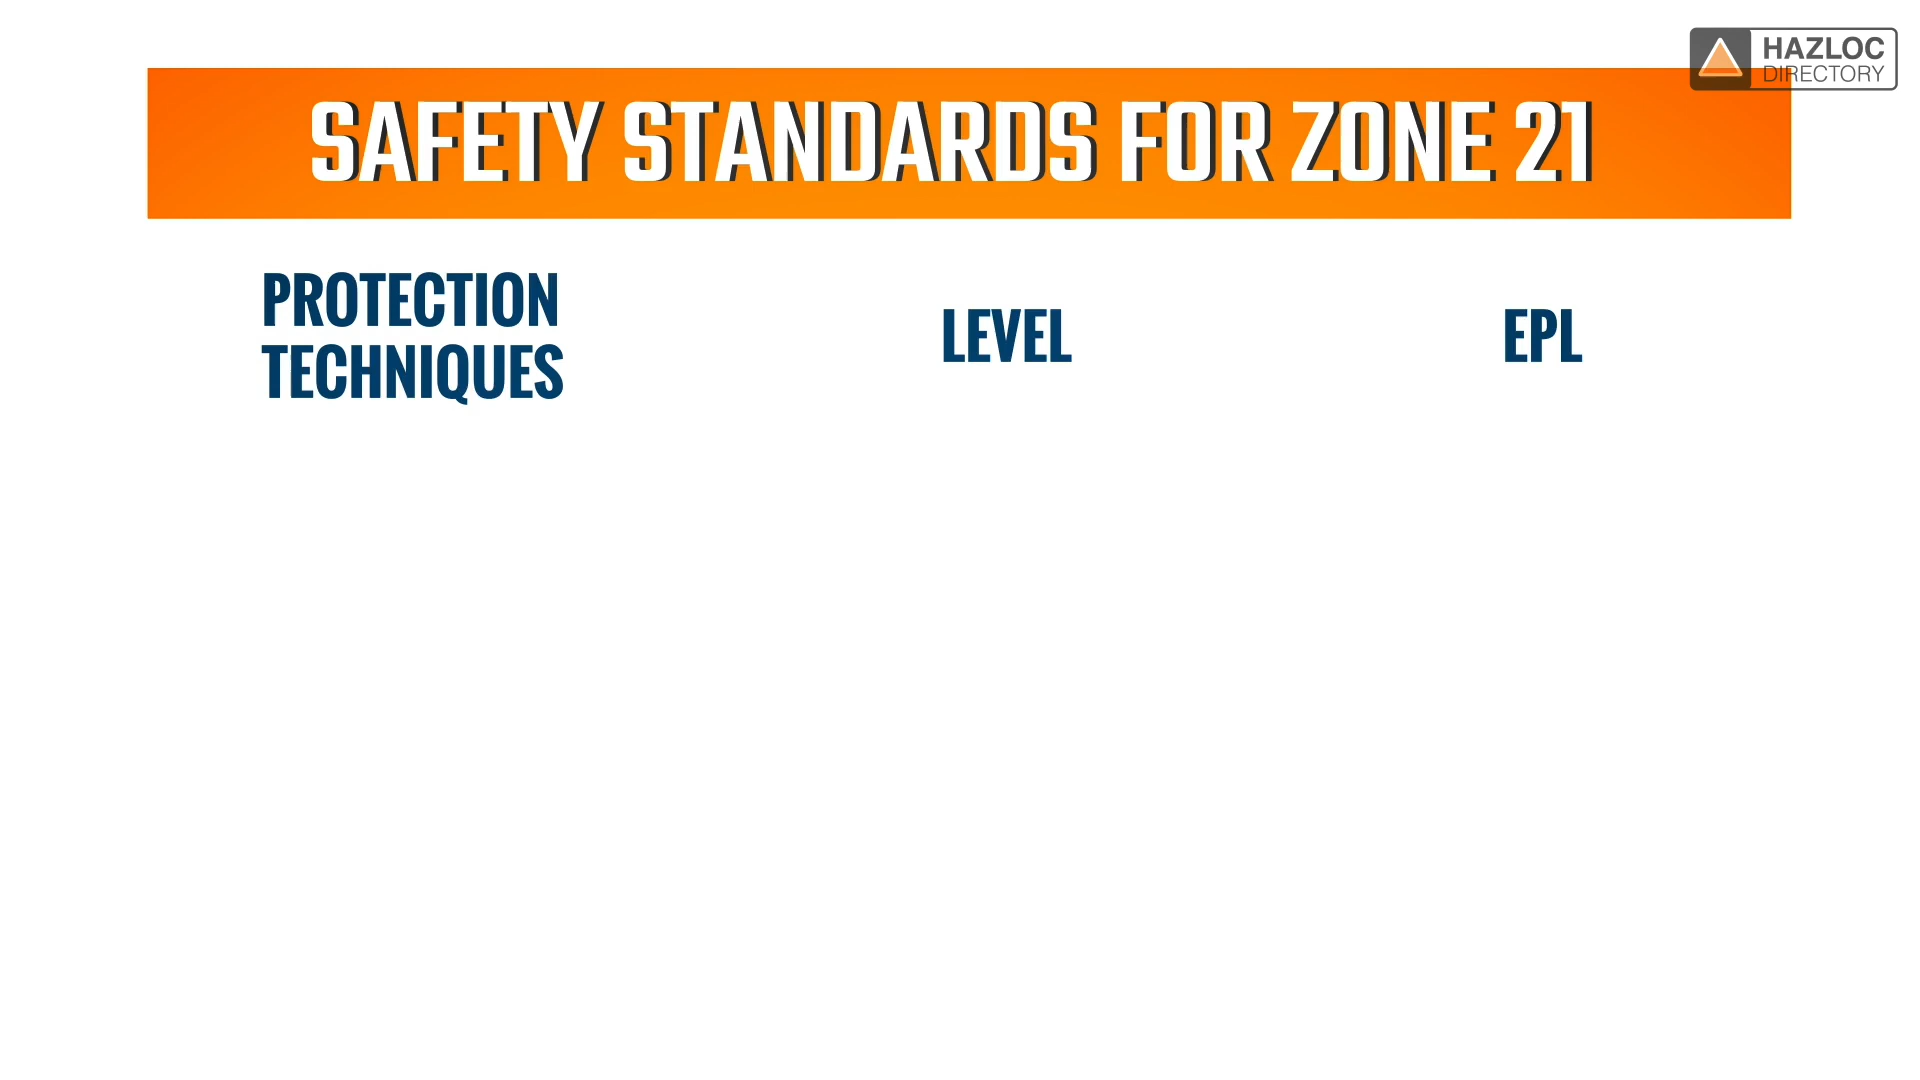 HAZLOC
DIRECTORY
SAFETY STANDARDS FOR ZONE 21
PROTECTION
TECHNIQUES
LEVEL
EPL